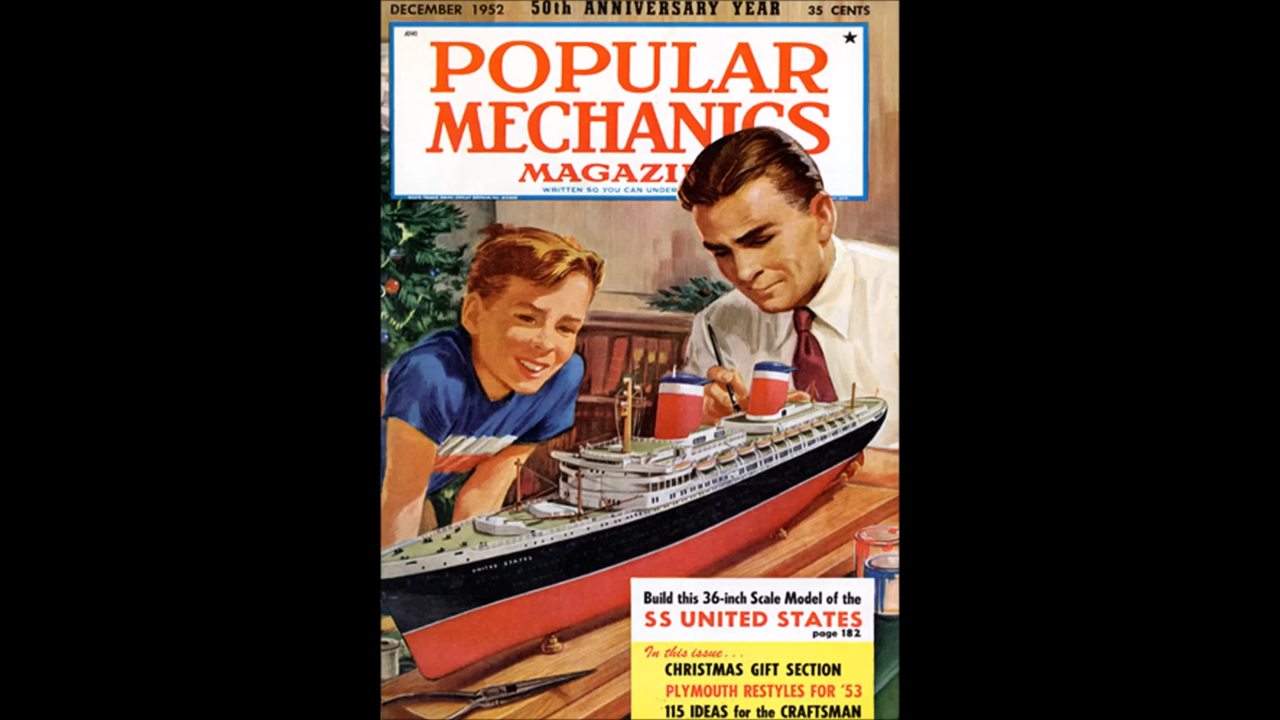 DECEMBER 1952 50th ANNIVERSARY YEAR 35 CENTS
POPULAR
MECHANICS
MAGAZI
WRITTEN SO YOU CAN UNDER
UNITED STATES
Build this 36-inch Scale Model of the
SS UNITED STATES
page 182
In this issue...
CHRISTMAS GIFT SECTION
PLYMOUTH RESTYLES FOR '53
115 IDEAS for the CRAFTSMAN